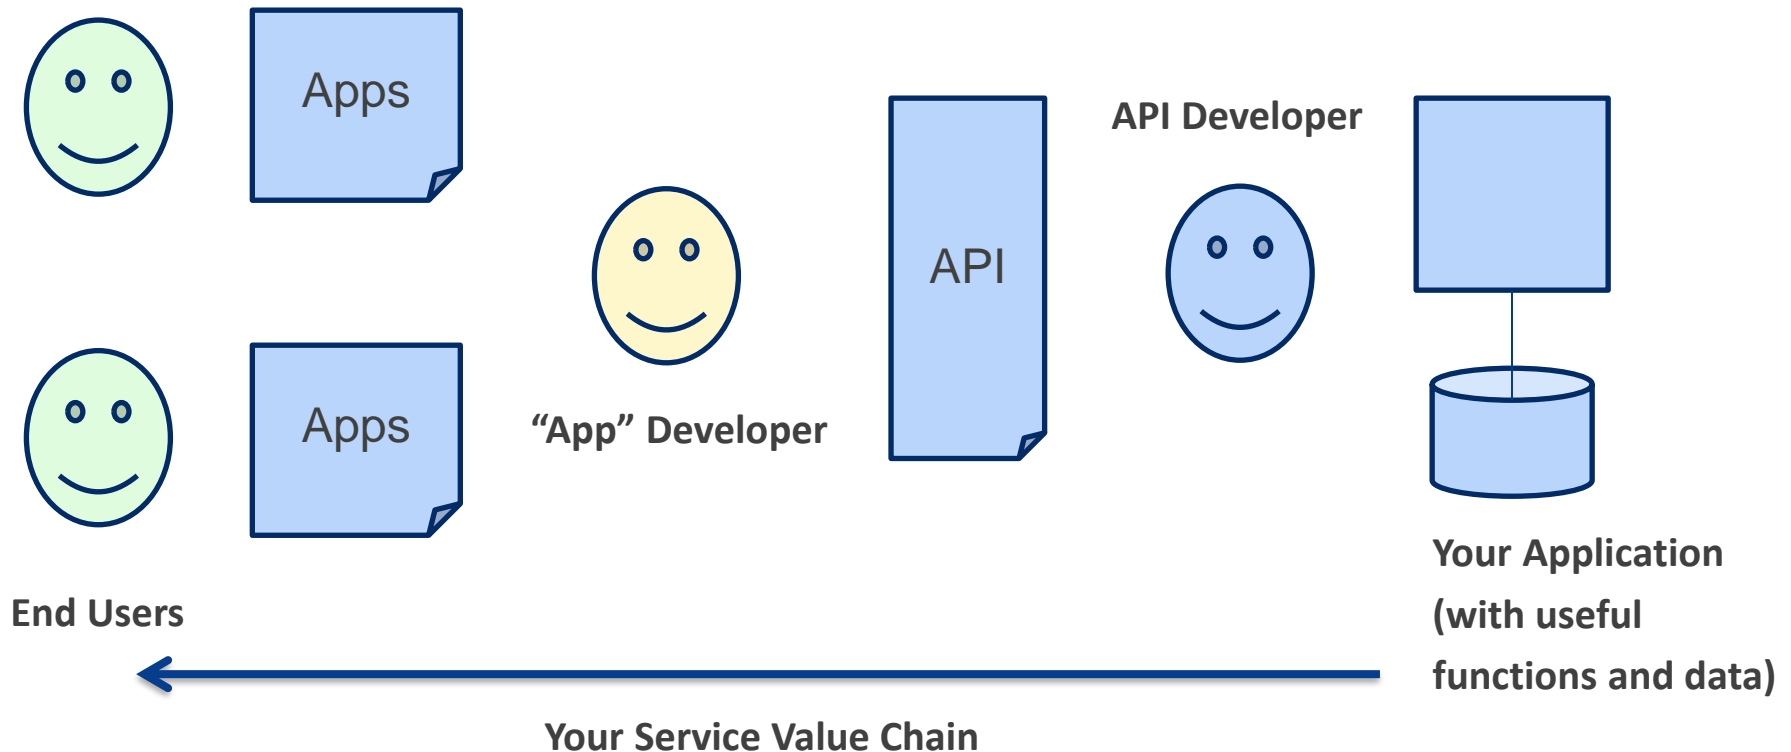 Apps
API Developer
API
Apps
“App” Developer
End Users
Your Application
(with useful
functions and data)
Your Service Value Chain